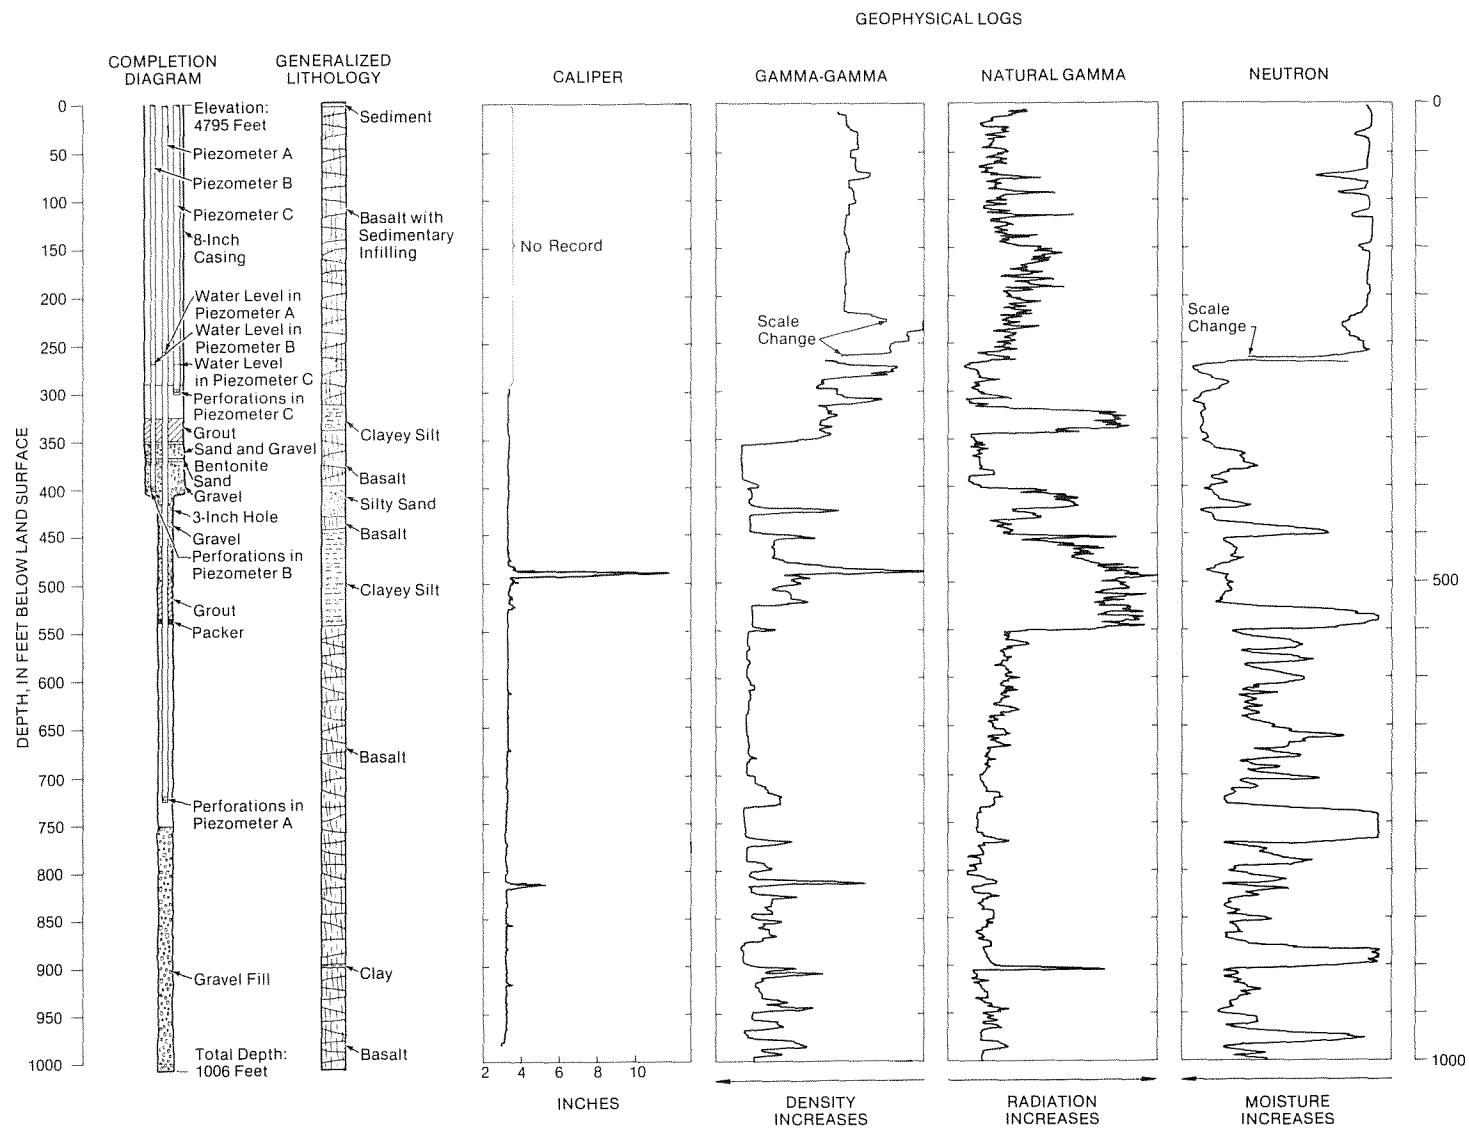 GEOPHYSICAL LOGS
COMPLETION
DIAGRAM
GENERALIZED
LITHOLOGY
CALIPER
GAMMA-GAMMA
NATURAL GAMMA
NEUTRON
DEPTH, IN FEET BELOW LAND SURFACE
0
50
100
150
200
250
300
350
400
450
500
550
600
650
700
750
800
850
900
950
1000
Elevation:
4795 Feet
Piezometer A
Piezometer B
Piezometer C
8-Inch
Casing
Water Level in
Piezometer A
Water Level in
Piezometer B
Water Level
in Piezometer C
Perforations in
Piezometer C
Grout
Sand and Gravel
Bentonite
Sand
Gravel
3-Inch Hole
Gravel
Perforations in
Piezometer B
Grout
Packer
Perforations in
Piezometer A
Gravel Fill
Total Depth:
1006 Feet
Sediment
Basalt with
Sedimentary
Infilling
Clayey Silt
Basalt
Silty Sand
Basalt
Clayey Silt
Basalt
Clay
Basalt
No Record
2 4 6 8 10
INCHES
Scale
Change
DENSITY
INCREASES
RADIATION
INCREASES
Scale
Change
MOISTURE
INCREASES
0
500
1000